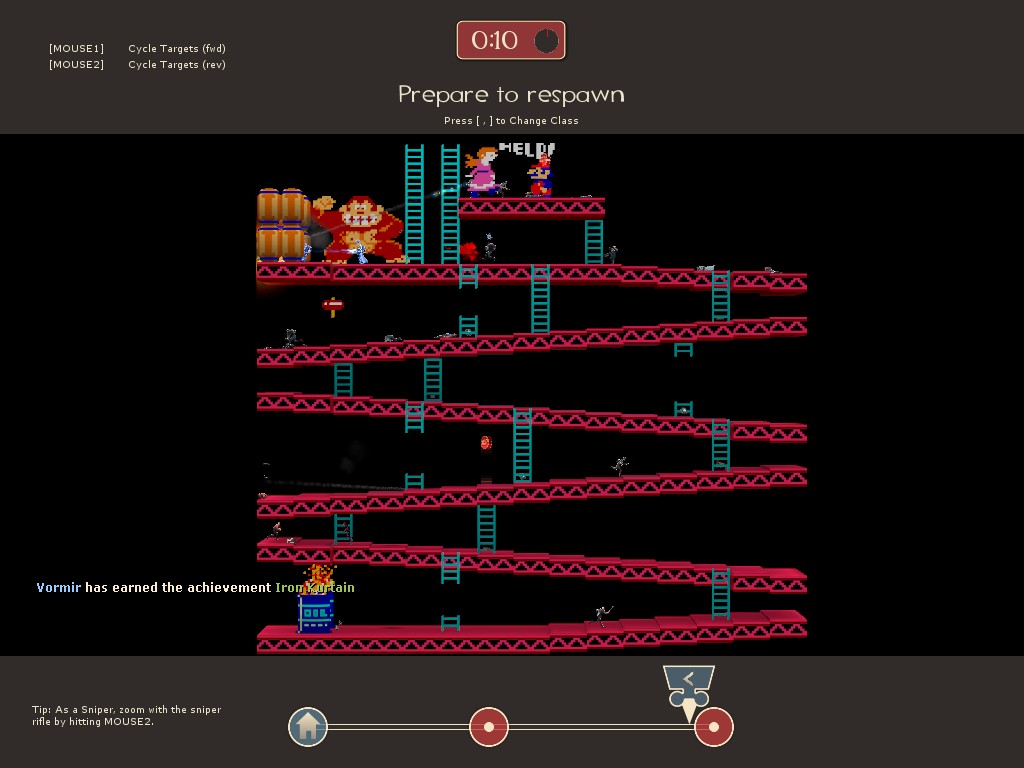 0:10
[MOUSE1] Cycle Targets (fwd)
[MOUSE2] Cycle Targets (rev)
Prepare to respawn
Press [ , ] to Change Class
HELP!
Vormir has earned the achievement Iron Kurtain
OIL
Tip: As a Sniper, zoom with the sniper
rifle by hitting MOUSE2.